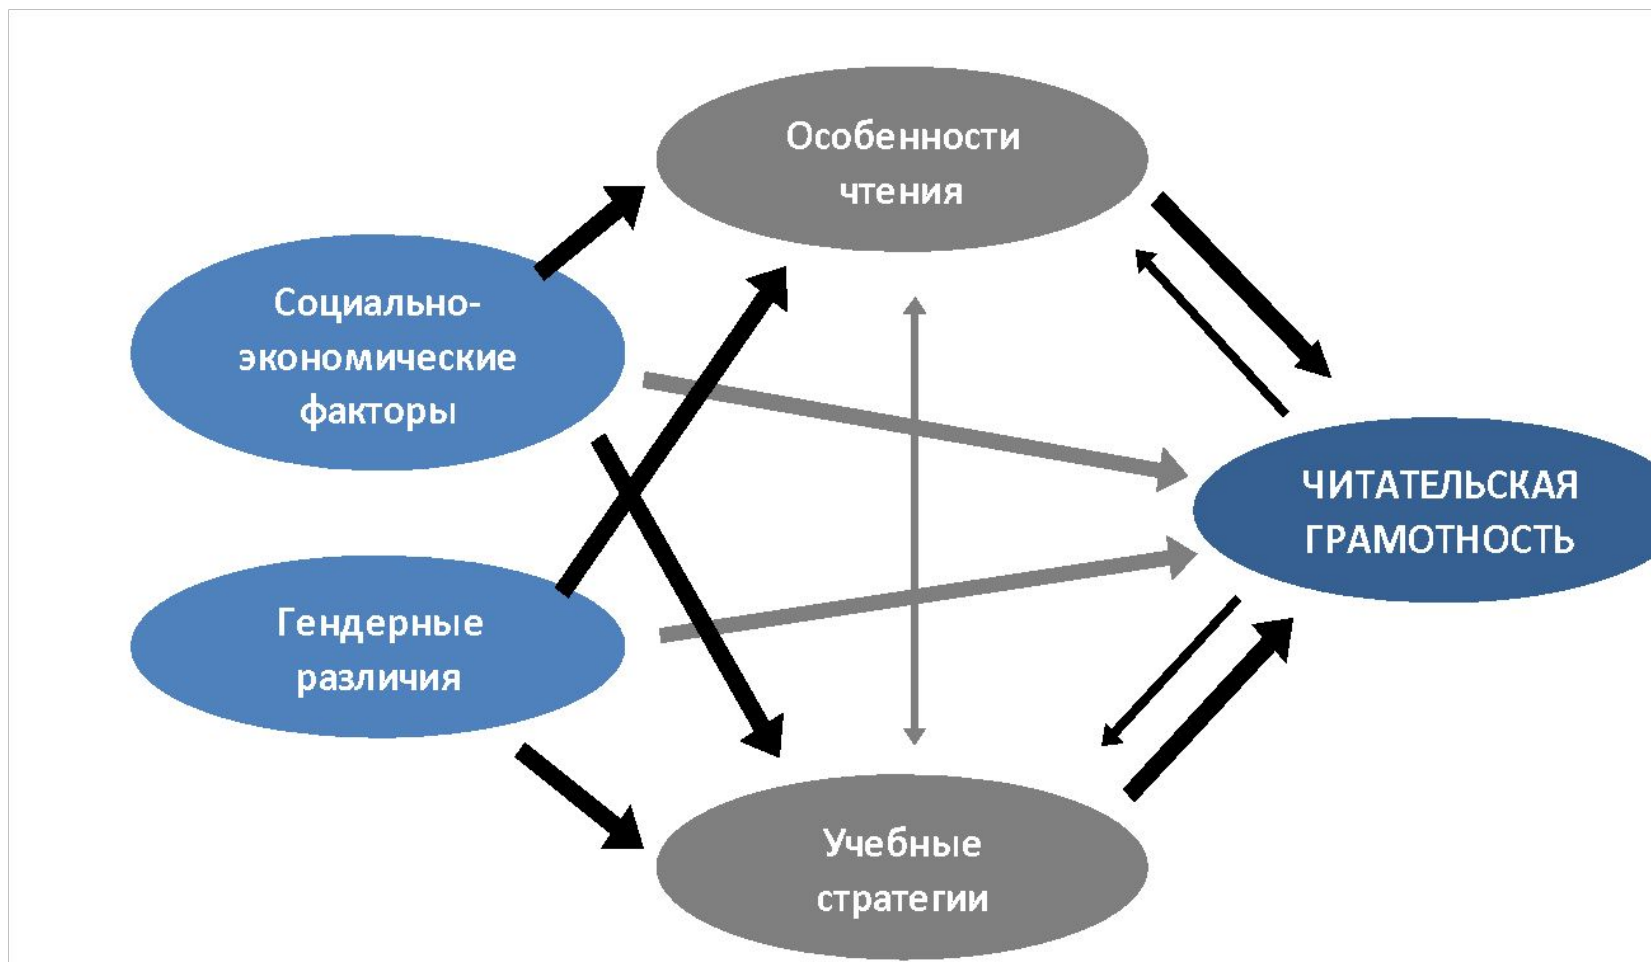 Особенности
чтения
Социально-
экономические
факторы
ЧИТАТЕЛЬСКАЯ
ГРАМОТНОСТЬ
Гендерные
различия
Учебные
стратегии